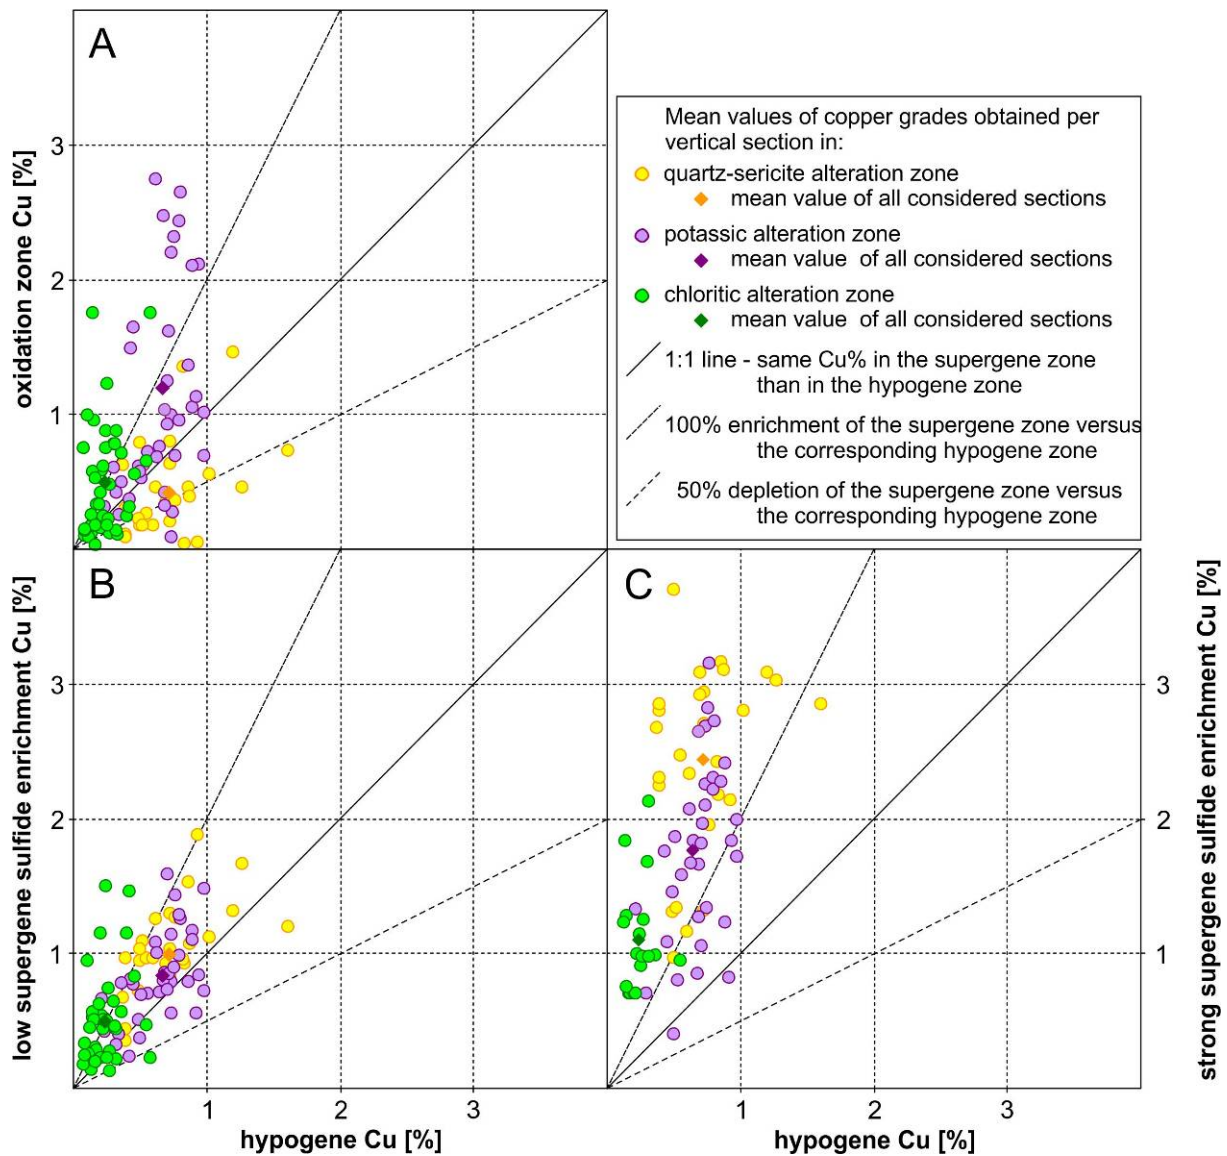 A
oxidation zone Cu [%]
3
2
1
Mean values of copper grades obtained per
vertical section in:
quartz-sericite alteration zone
mean value of all considered sections
potassic alteration zone
mean value of all considered sections
chloritic alteration zone
mean value of all considered sections
1:1 line - same Cu% in the supergene zone
than in the hypogene zone
100% enrichment of the supergene zone versus
the corresponding hypogene zone
50% depletion of the supergene zone versus
the corresponding hypogene zone
B
low supergene sulfide enrichment Cu [%]
3
2
1
1 2 3
hypogene Cu [%]
C
strong supergene sulfide enrichment Cu [%]
3
2
1
1 2 3
hypogene Cu [%]